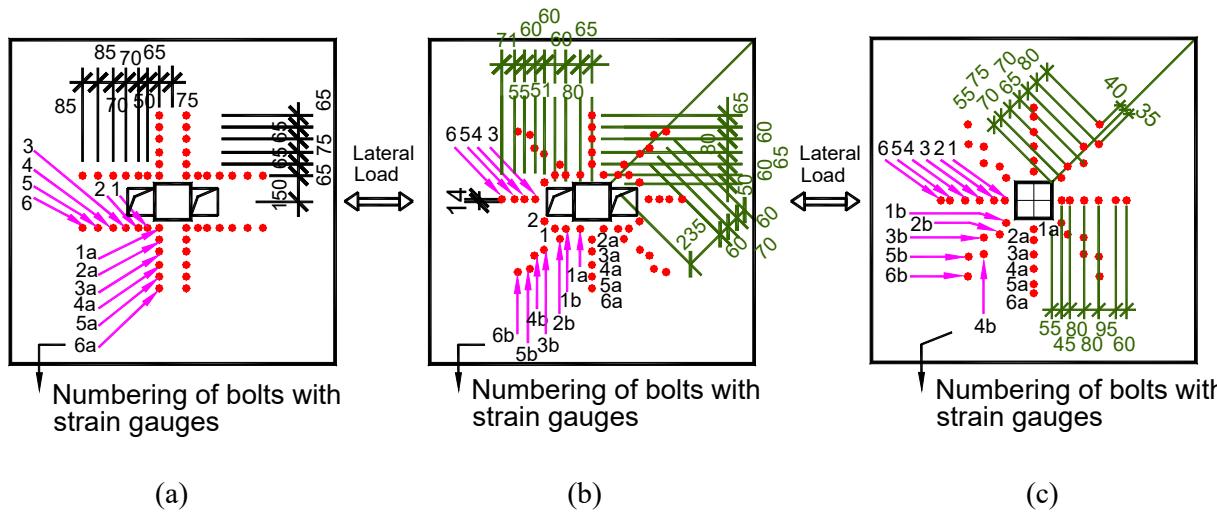 85 70 65
85 70 50 75
65
65
75
65
65
150
3
4
5
6
2 1
1a
2a
3a
4a
5a
6a
Numbering of bolts with
strain gauges
(a)
Lateral
Load
60
60
71 60 65
55 51 80
65
60
80
65
60
50
60
70
60
235
6 5 4 3
14
2
1
2a
3a
4a
5a
6a
1a
1b
2b
3b
4b
5b
6b
Numbering of bolts with
strain gauges
(b)
Lateral
Load
70
75 80
55 65
70
40
35
6 5 4 3 2 1
1b
2b
3b
5b
6b
4b
1a
2a
3a
4a
5a
6a
55 80 95
45 80 60
Numbering of bolts with
strain gauges
(c)